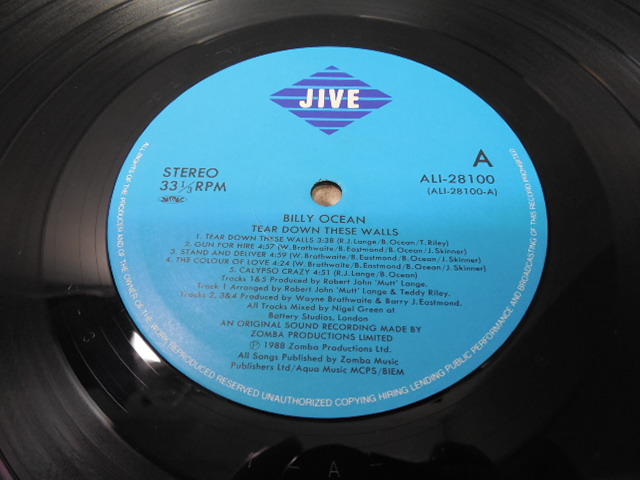 JIVE
STEREO
33 1/3 RPM
A
ALI-28100
(ALI-28100-A)
BILLY OCEAN
TEAR DOWN THESE WALLS
1. TEAR DOWN THESE WALLS 3:38 (R.J. Lange/B. Ocean/T. Riley)
2. GUN FOR HIRE 4:57 (W. Brathwaite/B. Eastmond/B. Ocean/J. Skinner)
3. STAND AND DELIVER 4:59 (W. Brathwaite/B. Eastmond/B. Ocean/J. Skinner)
4. THE COLOUR OF LOVE 4:24 (W. Brathwaite/B. Eastmond/B. Ocean/J. Skinner)
5. CALYPSO CRAZY 4:51 (R.J. Lange/B. Ocean)
Tracks 1&5 Produced by Robert John 'Mutt' Lange.
Track 1 Arranged by Robert John 'Mutt' Lange & Teddy Riley.
Tracks 2, 3&4 Produced by Wayne Brathwaite & Barry J. Eastmond.
All Tracks Mixed by Nigel Green at
Battery Studios, London
AN ORIGINAL SOUND RECORDING MADE BY
ZOMBA PRODUCTIONS LIMITED
℗ 1988 Zomba Productions Ltd.
All Songs Published by Zomba Music
Publishers Ltd/Aqua Music MCPS/BIEM
ALL RIGHTS OF THE PRODUCER AND OF THE OWNER OF THE WORK REPRODUCED RESERVED UNAUTHORIZED COPYING HIRING LENDING PUBLIC PERFORMANCE AND BROADCASTING OF THIS RECORD PROHIBITED
A